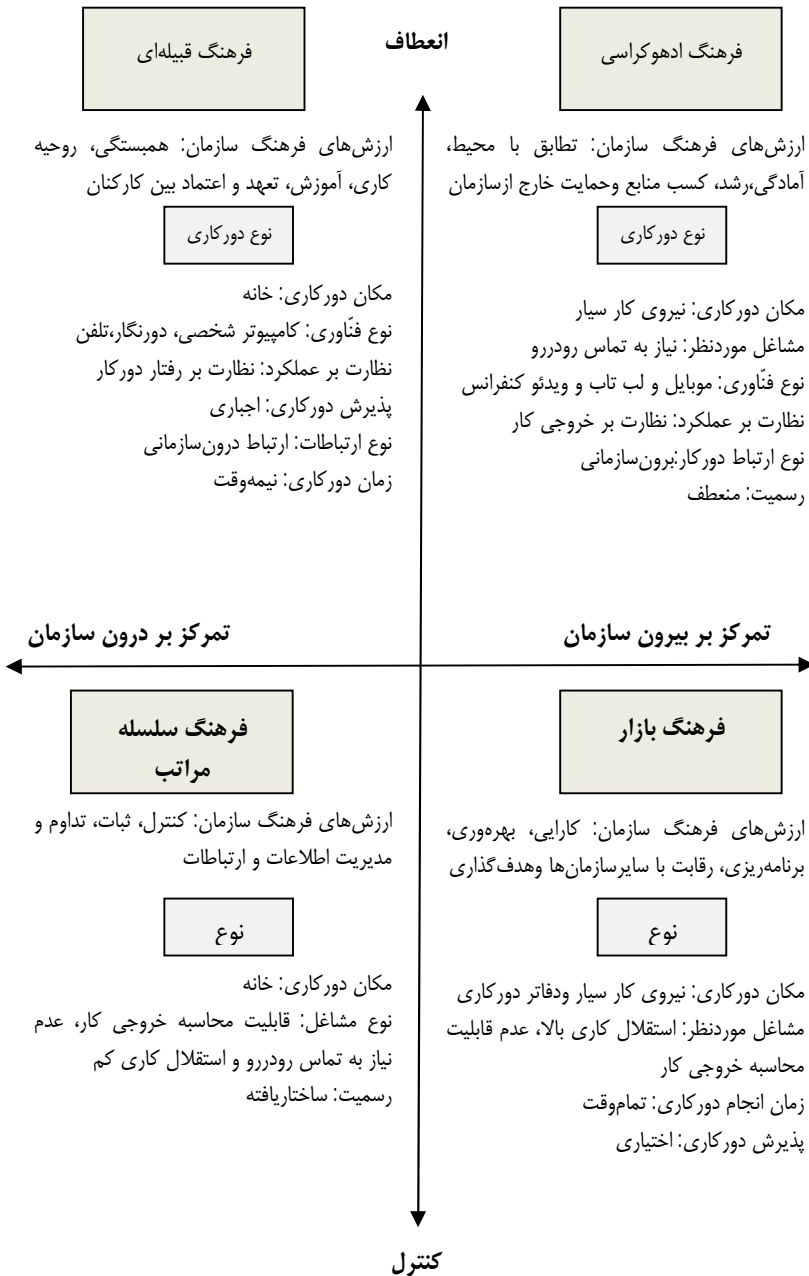 انعطاف
فرهنگ ادهوکراسی
ارزش‌های فرهنگ سازمان: تطابق با محیط،
آمادگی،رشد، کسب منابع وحمایت خارج ازسازمان
نوع دورکاری
مکان دورکاری: نیروی کار سیار
مشاغل موردنظر: نیاز به تماس رودررو
نوع فنّاوری: موبایل و لب تاب و ویدئو کنفرانس
نظارت بر عملکرد: نظارت بر خروجی کار
نوع ارتباط دورکار:برون‌سازمانی
رسمیت: منعطف
فرهنگ قبیله‌ای
ارزش‌های فرهنگ سازمان: همبستگی، روحیه
کاری، آموزش، تعهد و اعتماد بین کارکنان
نوع دورکاری
مکان دورکاری: خانه
نوع فنّاوری: کامپیوتر شخصی، دورنگار،تلفن
نظارت بر عملکرد: نظارت بر رفتار دورکار
پذیرش دورکاری: اجباری
نوع ارتباطات: ارتباط درون‌سازمانی
زمان دورکاری: نیمه‌وقت
تمرکز بر بیرون سازمان
تمرکز بر درون سازمان
فرهنگ بازار
ارزش‌های فرهنگ سازمان: کارایی، بهره‌وری،
برنامه‌ریزی، رقابت با سایرسازمان‌ها وهدف‌گذاری
نوع
مکان دورکاری: نیروی کار سیار ودفاتر دورکاری
مشاغل موردنظر: استقلال کاری بالا، عدم قابلیت
محاسبه خروجی کار
زمان انجام دورکاری: تمام‌وقت
پذیرش دورکاری: اختیاری
فرهنگ سلسله
مراتب
ارزش‌های فرهنگ سازمان: کنترل، ثبات، تداوم و
مدیریت اطلاعات و ارتباطات
نوع
مکان دورکاری: خانه
نوع مشاغل: قابلیت محاسبه خروجی کار، عدم
نیاز به تماس رودررو و استقلال کاری کم
رسمیت: ساختاریافته
کنترل